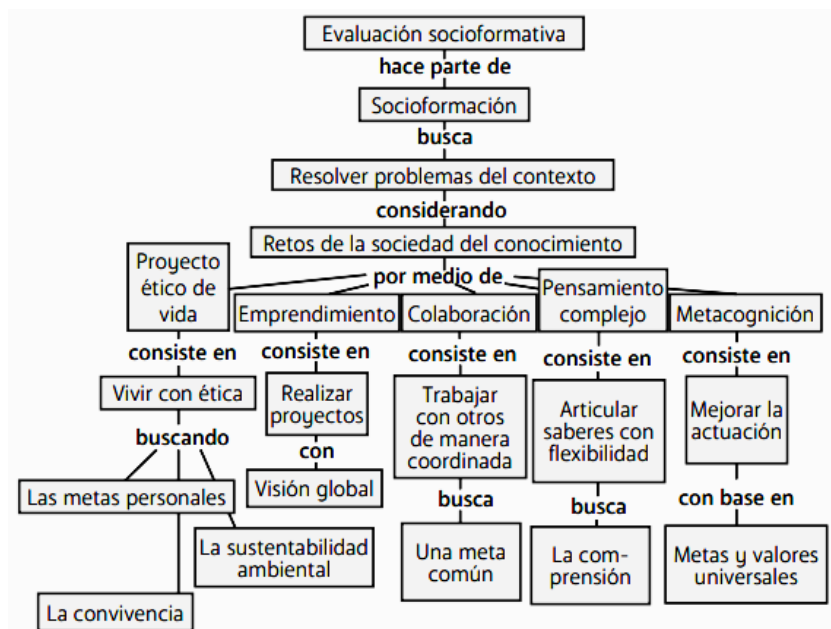 Evaluación socioformativa
hace parte de
Socioformación
busca
Resolver problemas del contexto
considerando
Retos de la sociedad del conocimiento
por medio de
Proyecto
ético de
vida
consiste en
Vivir con ética
buscando
Las metas personales
La sustentabilidad
ambiental
La convivencia
Emprendimiento
consiste en
Realizar
proyectos
con
Visión global
Colaboración
consiste en
Trabajar
con otros
de manera
coordinada
busca
Una meta
común
Pensamiento
complejo
consiste en
Articular
saberes con
flexibilidad
busca
La com-
prensión
Metacognición
consiste en
Mejorar la
actuación
con base en
Metas y valores
universales